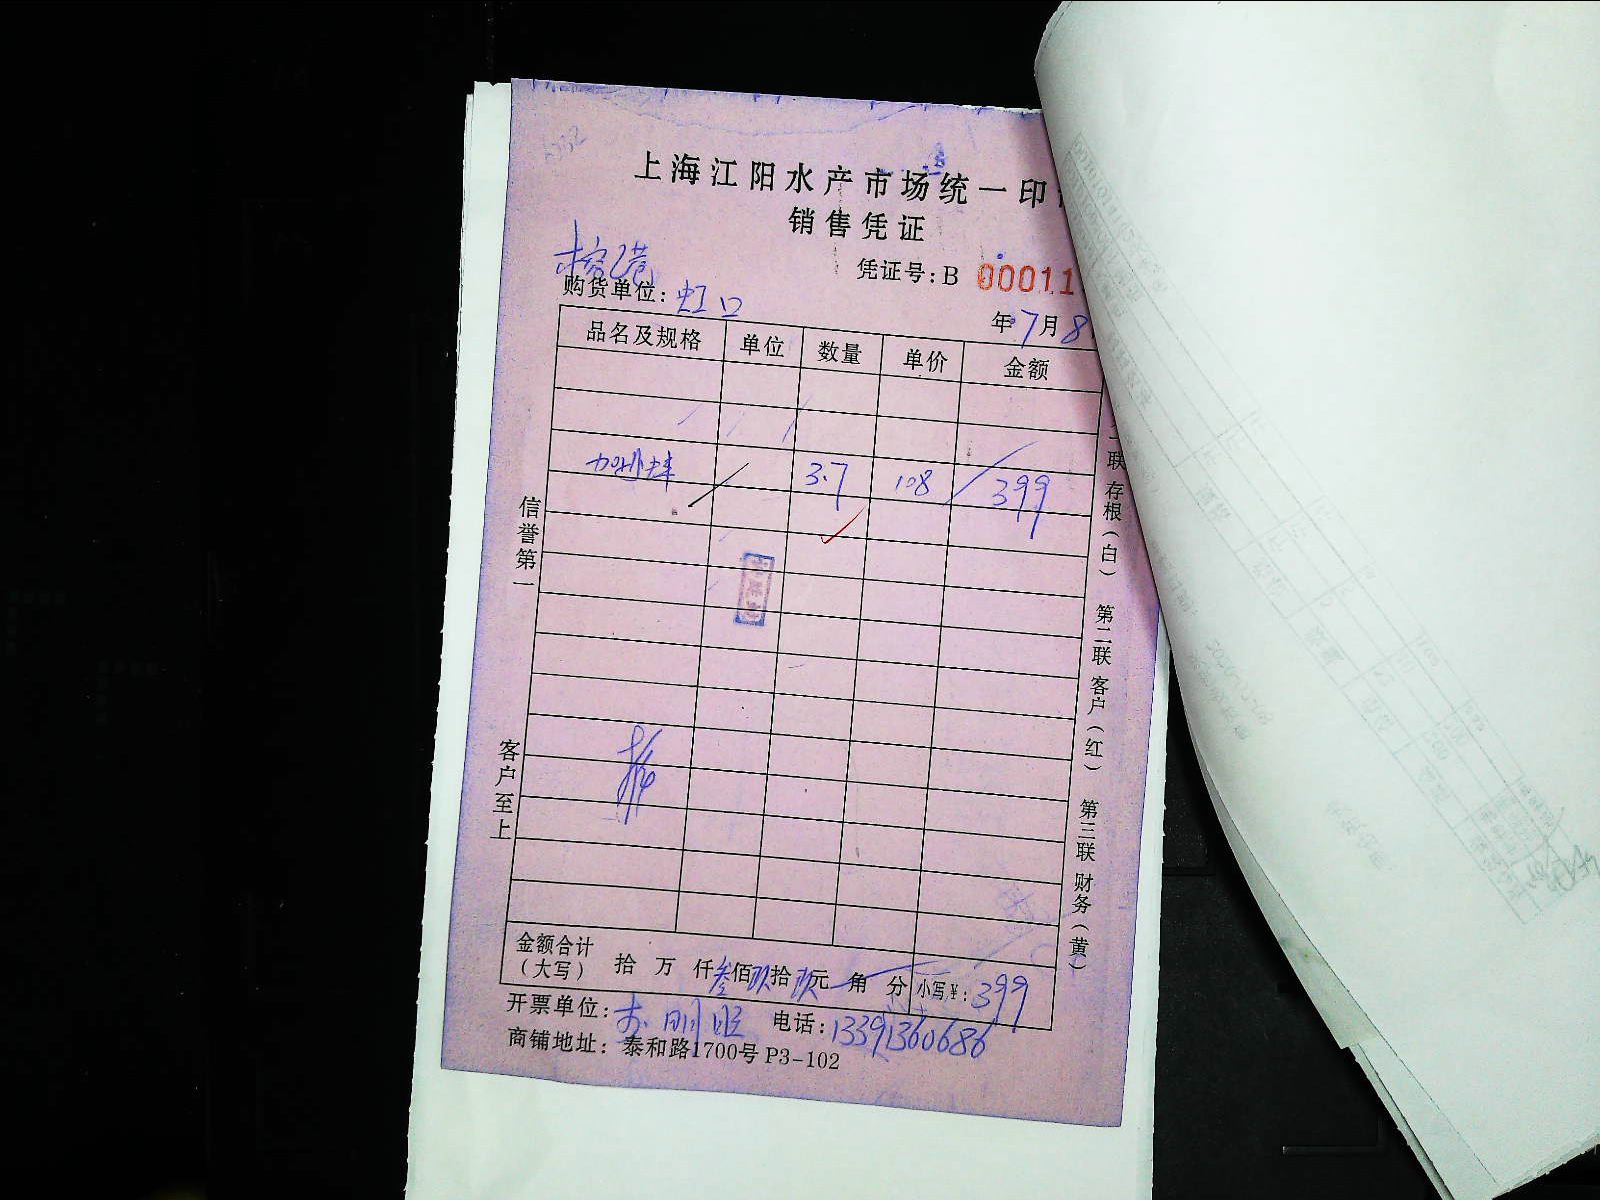 上海江阳水产市场统一印
销售凭证
凭证号:B 00011
购货单位:虹口
年7月8
品名及规格 单位 数量 单价 金额
3.7 108 399
信誉第一
客户至上
联 存根(白) 第二联 客户(红) 第三联 财务(黄)
金额合计(大写) 拾 万 仟叁佰玖拾玖元 角 分 小写¥:399
开票单位: 电话:13391360686
商铺地址: 泰和路1700号 P3-102